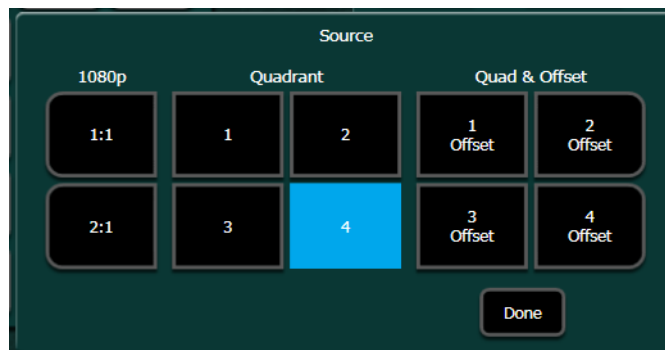 Source
1080p
Quadrant
Quad & Offset
1:1
1
2
1
Offset
2
Offset
2:1
3
4
3
Offset
4
Offset
Done